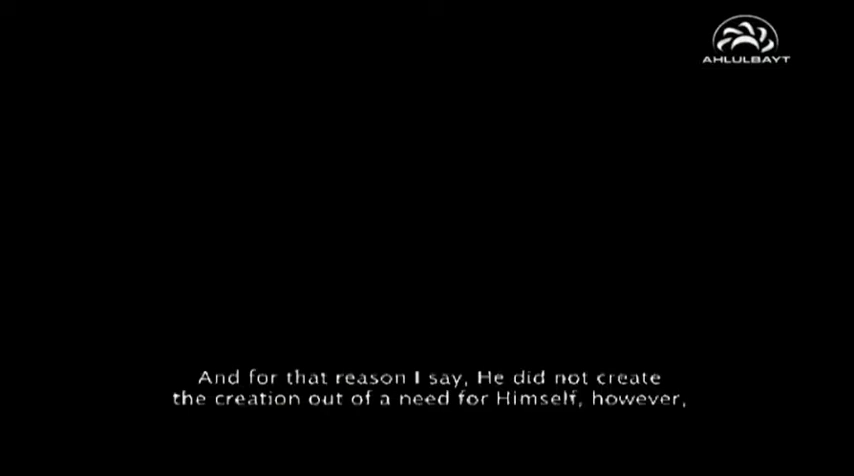 AHLULBAYT
And for that reason I say, He did not create
the creation out of a need for Himself, however,